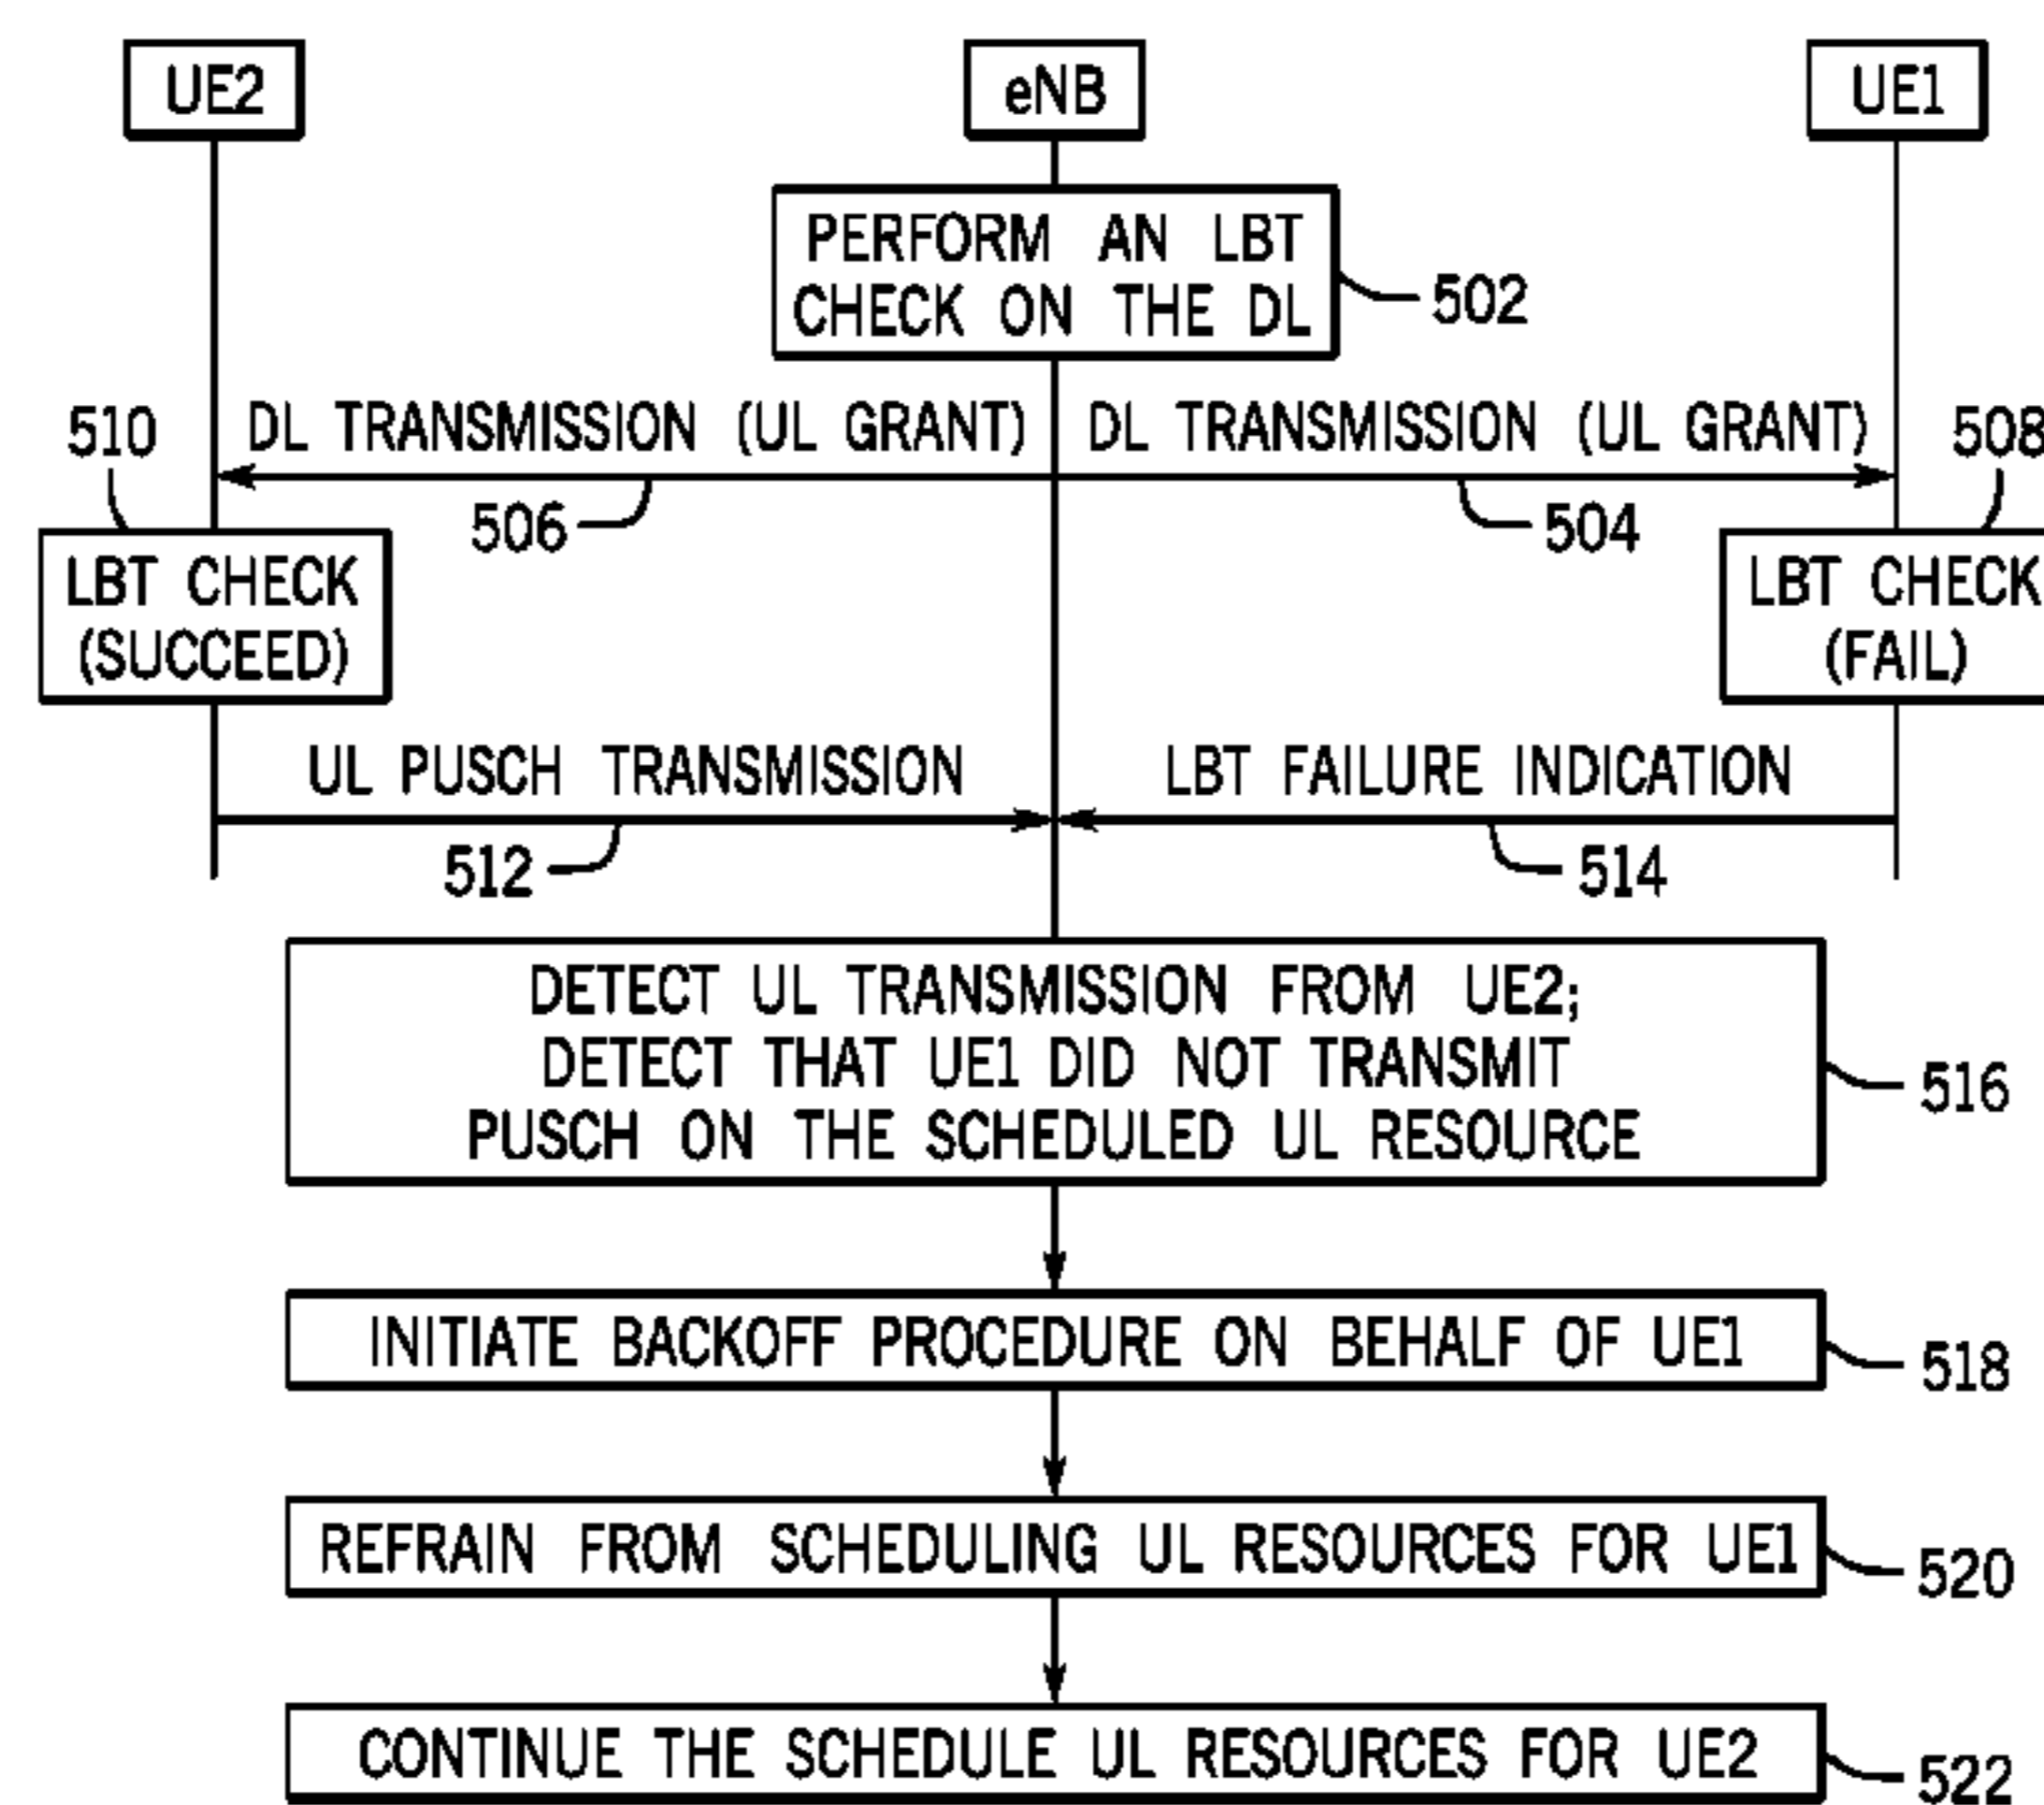 UE2
eNB
UE1
PERFORM AN LBT
CHECK ON THE DL
502
510
DL TRANSMISSION (UL GRANT)
DL TRANSMISSION (UL GRANT)
508
506
504
LBT CHECK
(SUCCEED)
LBT CHECK
(FAIL)
UL PUSCH TRANSMISSION
LBT FAILURE INDICATION
512
514
DETECT UL TRANSMISSION FROM UE2;
DETECT THAT UE1 DID NOT TRANSMIT
PUSCH ON THE SCHEDULED UL RESOURCE
516
INITIATE BACKOFF PROCEDURE ON BEHALF OF UE1
518
REFRAIN FROM SCHEDULING UL RESOURCES FOR UE1
520
CONTINUE THE SCHEDULE UL RESOURCES FOR UE2
522